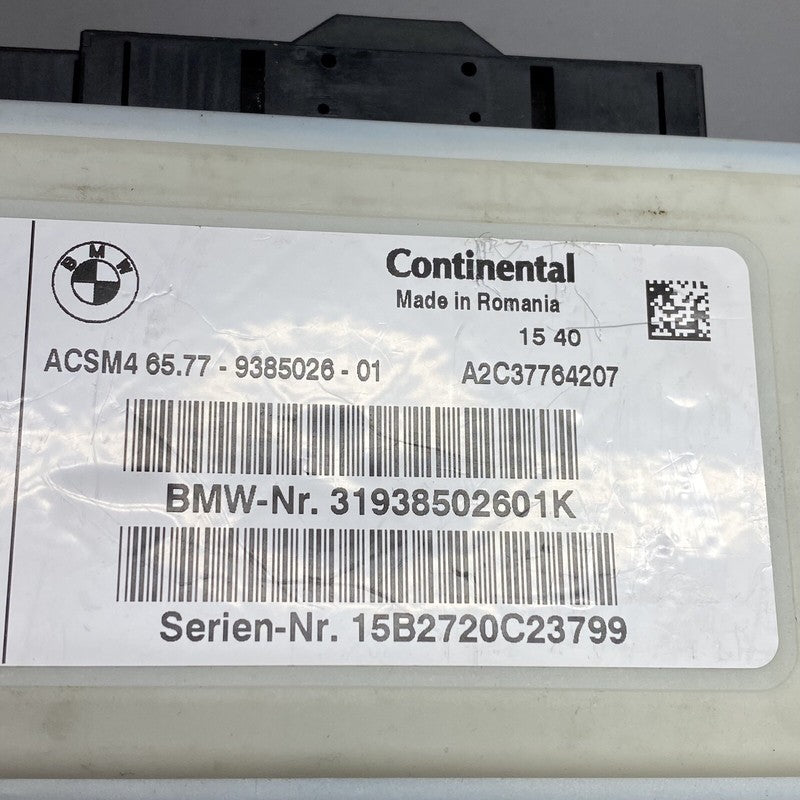 BMW
Continental
Made in Romania
15 40
ACSM4 65.77 - 9385026 - 01 A2C37764207
BMW-Nr. 31938502601K
Serien-Nr. 15B2720C23799